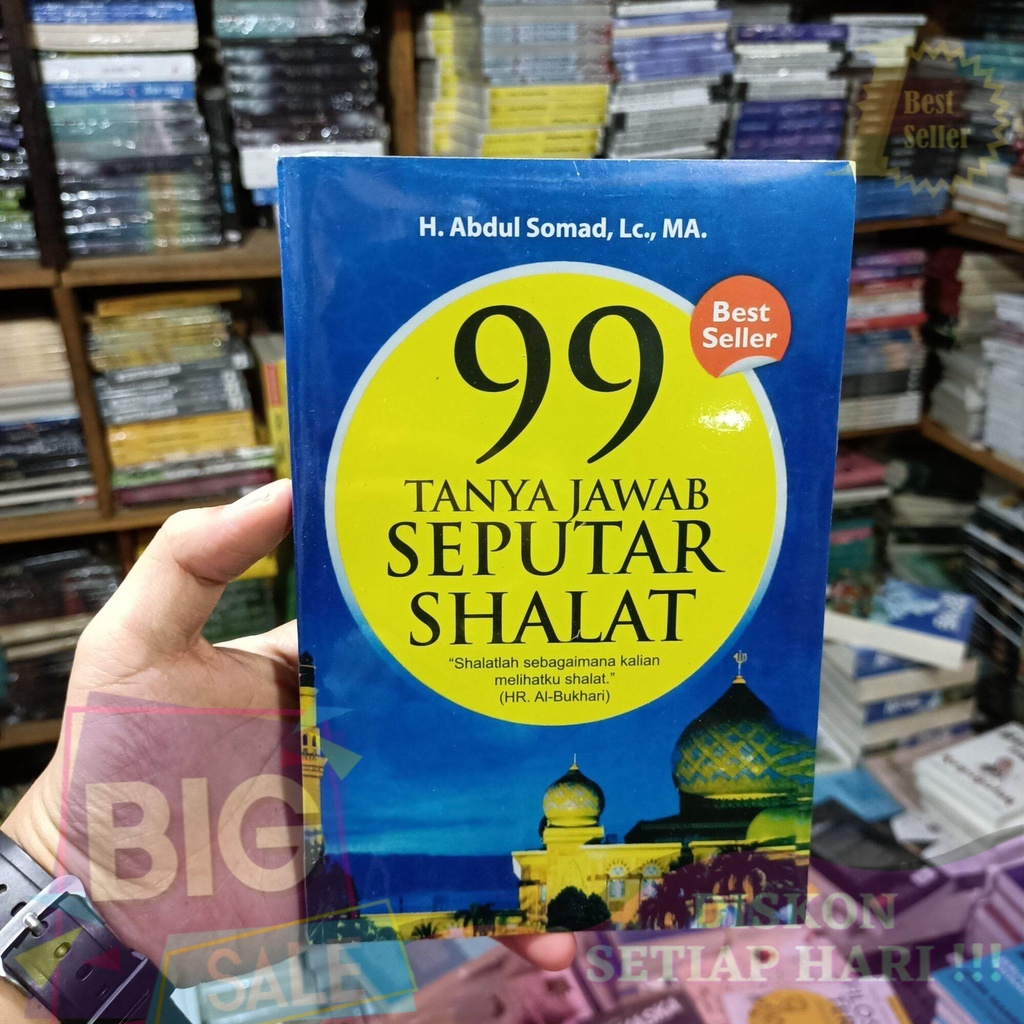 Best
Seller
H. Abdul Somad, Lc., MA.
Best
Seller
99
TANYA JAWAB
SEPUTAR
SHALAT
“Shalatlah sebagaimana kalian
melihatku shalat.”
(HR. Al-Bukhari)
BIG
SALE
DISKON
SETIAP HARI !!!